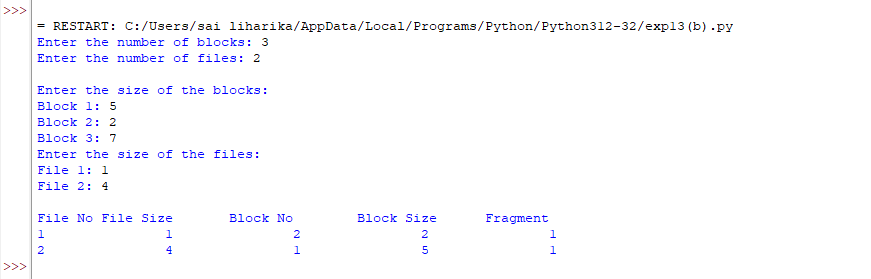 >>>
= RESTART: C:/Users/sai liharika/AppData/Local/Programs/Python/Python312-32/exp13(b).py
Enter the number of blocks: 3
Enter the number of files: 2

Enter the size of the blocks:
Block 1: 5
Block 2: 2
Block 3: 7
Enter the size of the files:
File 1: 1
File 2: 4

File No File Size       Block No        Block Size      Fragment
1               1               2               2               1
2               4               1               5               1
>>>